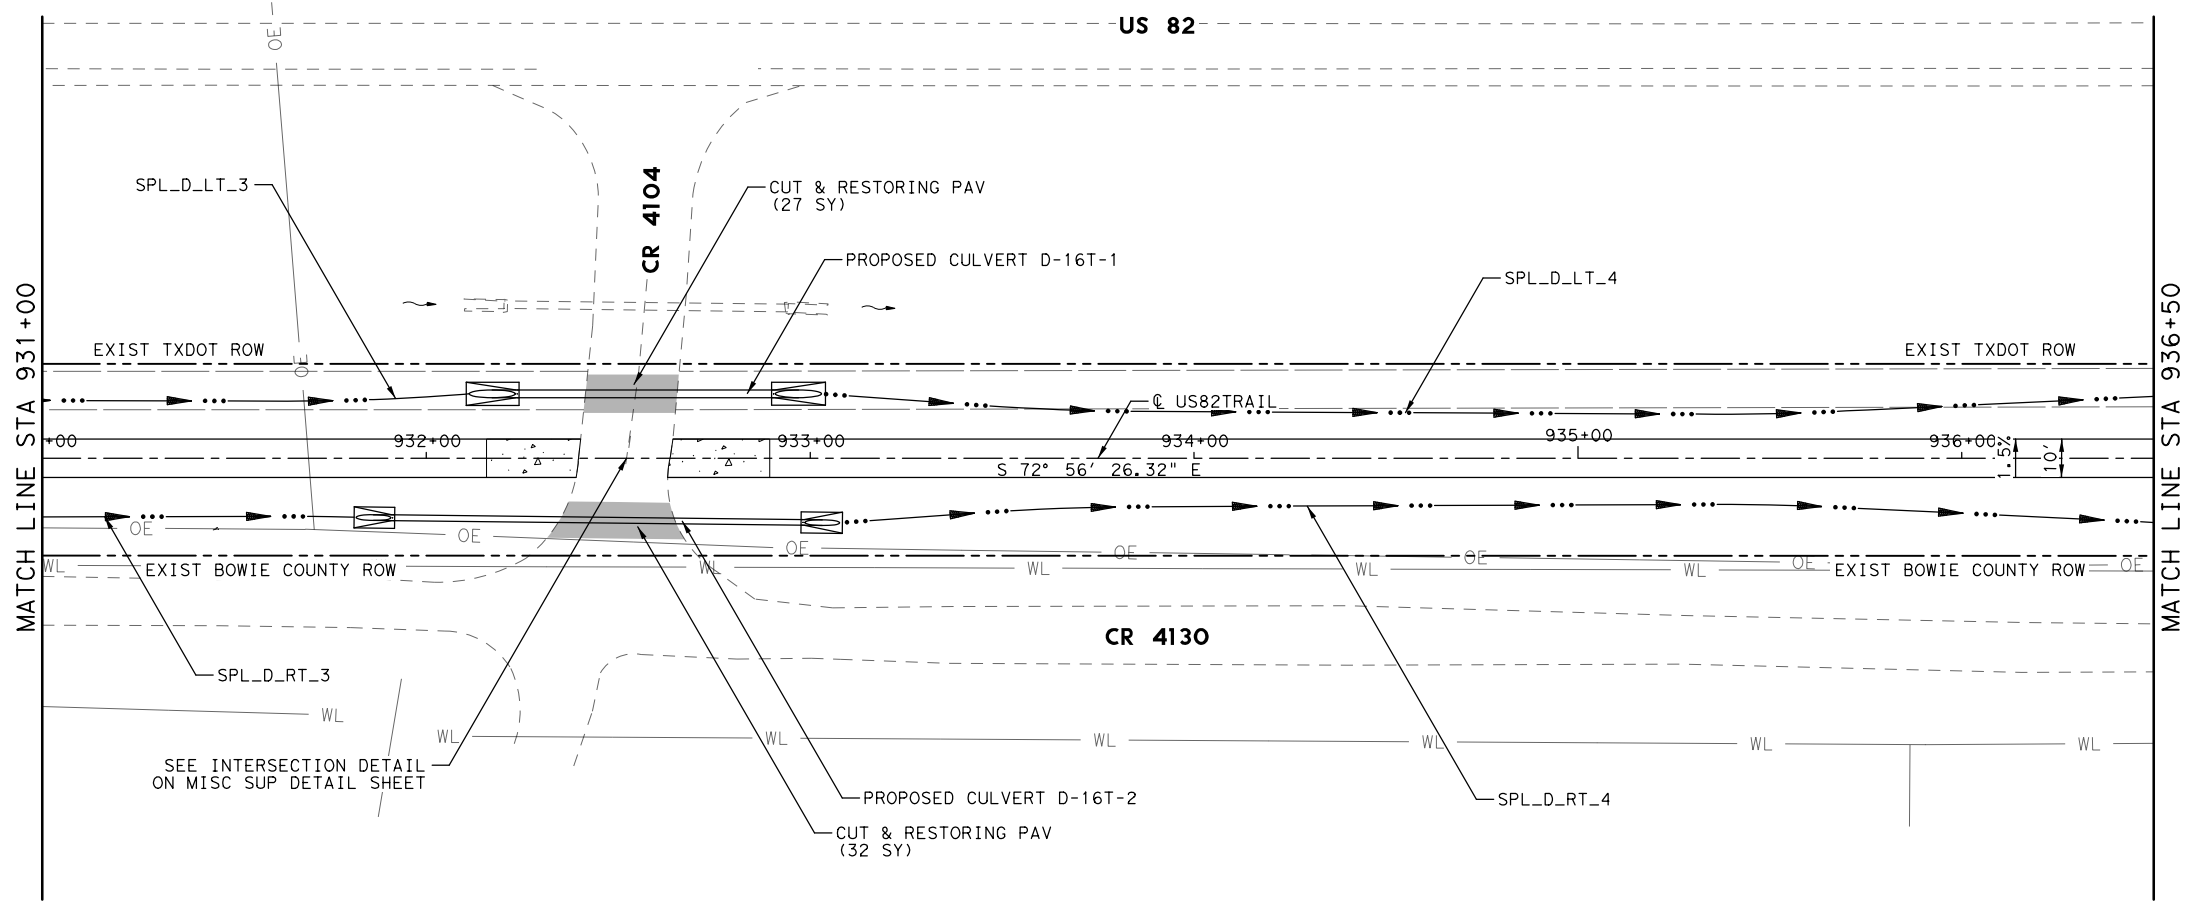 US 82
OE
SPL_D_LT_3
CR 4104
CUT & RESTORING PAV
(27 SY)
PROPOSED CULVERT D-16T-1
SPL_D_LT_4
MATCH LINE STA 931+00
MATCH LINE STA 936+50
EXIST TXDOT ROW
EXIST TXDOT ROW
OE
℄ US82TRAIL
+00
932+00
933+00
934+00
935+00
936+00
1.5%
10'
S 72° 56' 26.32" E
OE
OE
OE
OE
OE
OE
OE
WL
EXIST BOWIE COUNTY ROW
WL
WL
WL
WL
EXIST BOWIE COUNTY ROW
CR 4130
SPL_D_RT_3
WL
WL
WL
WL
WL
WL
WL
SEE INTERSECTION DETAIL
ON MISC SUP DETAIL SHEET
PROPOSED CULVERT D-16T-2
SPL_D_RT_4
CUT & RESTORING PAV
(32 SY)